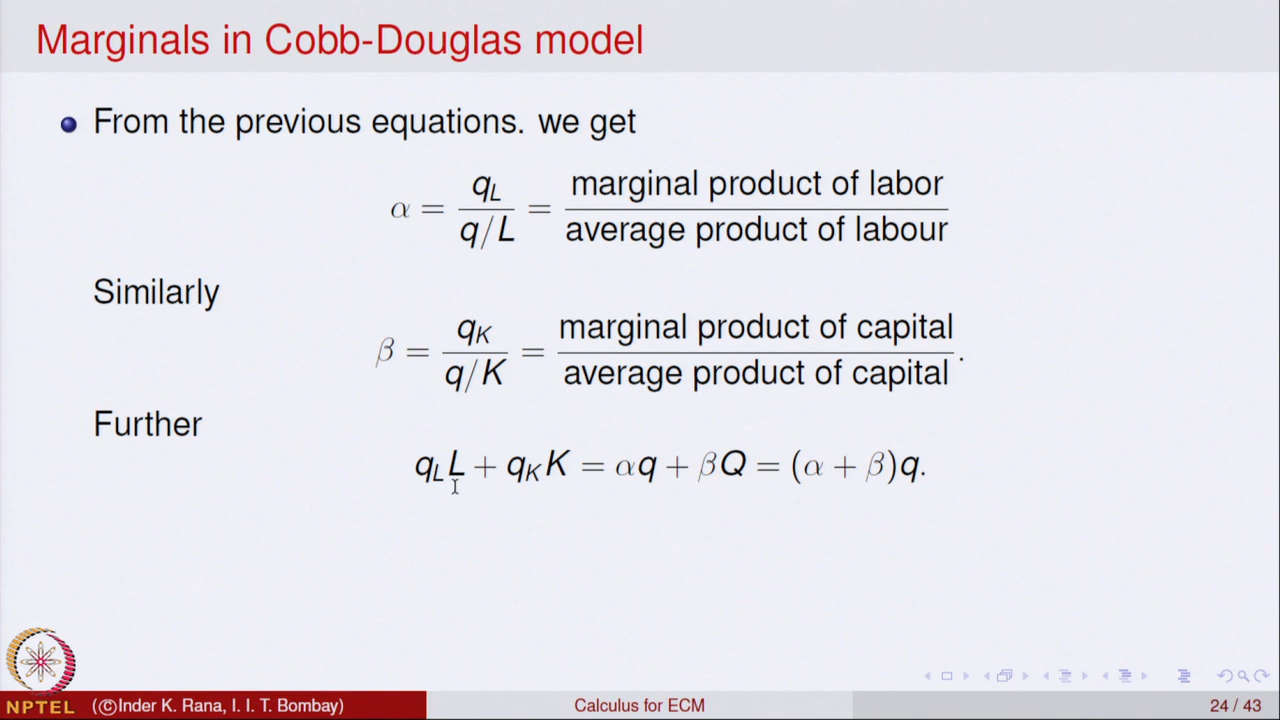 Marginals in Cobb-Douglas model
From the previous equations. we get
α = q_L / (q/L) = marginal product of labor / average product of labour
Similarly
β = q_K / (q/K) = marginal product of capital / average product of capital.
Further
q_L L + q_K K = αq + βQ = (α + β)q.
NPTEL (©Inder K. Rana, I. I. T. Bombay) Calculus for ECM 24 / 43